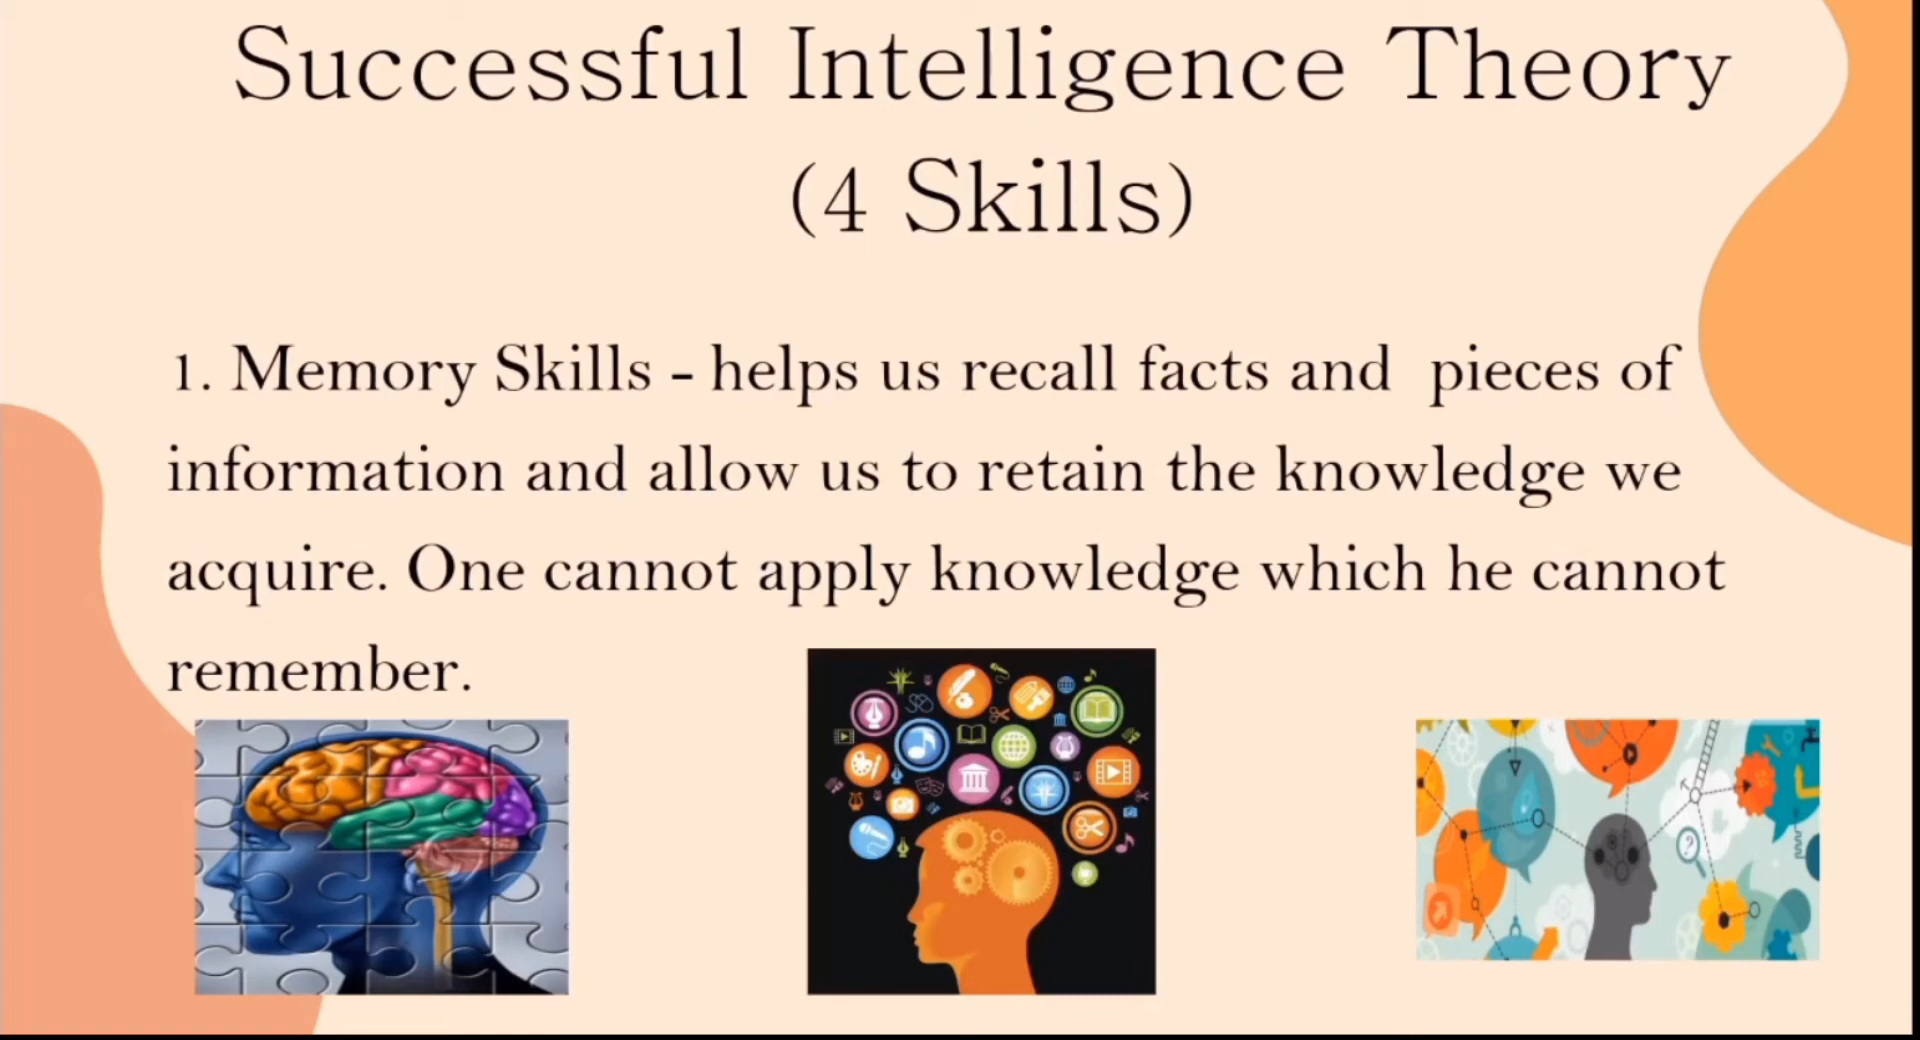 Successful Intelligence Theory
(4 Skills)
1. Memory Skills - helps us recall facts and pieces of
information and allow us to retain the knowledge we
acquire. One cannot apply knowledge which he cannot
remember.
?